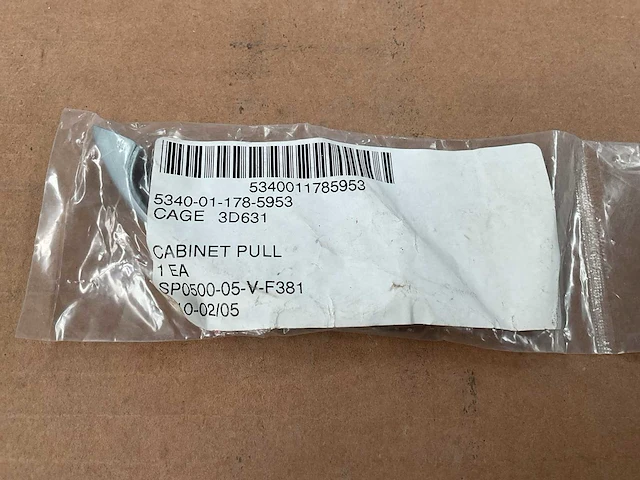 5340011785953
5340-01-178-5953
CAGE 3D631
CABINET PULL
1 EA
SP0500-05-V-F381
10-02/05